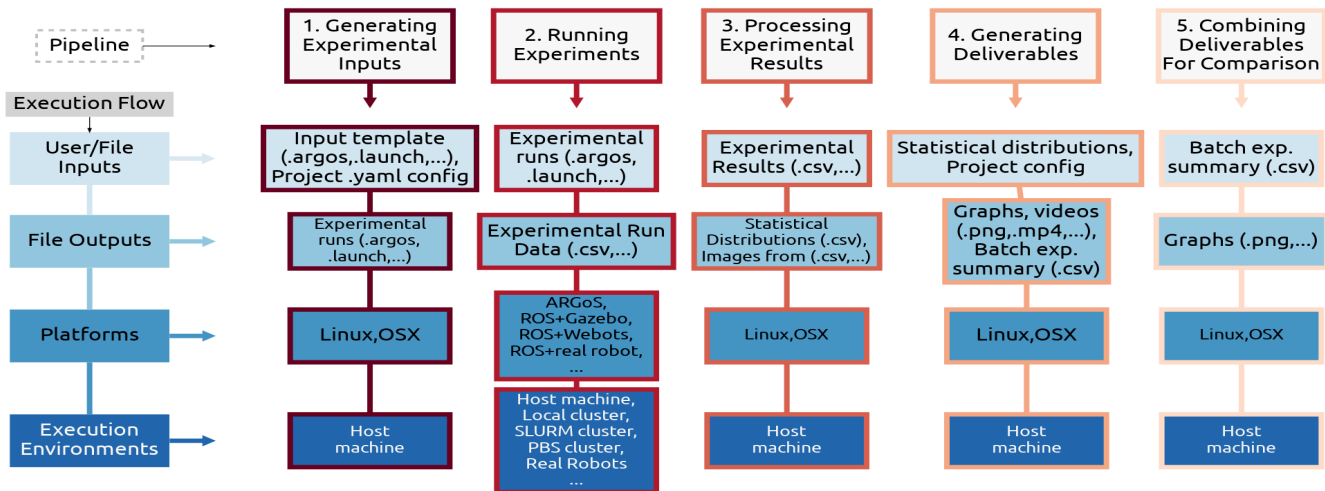 Pipeline
1. Generating
Experimental
Inputs
2. Running
Experiments
3. Processing
Experimental
Results
4. Generating
Deliverables
5. Combining
Deliverables
For Comparison
Execution Flow
User/File
Inputs
Input template
(.argos,.launch,...),
Project .yaml config
Experimental
runs (.argos,
.launch,...)
Experimental
Results (.csv,...)
Statistical distributions,
Project config
Batch exp.
summary (.csv)
File Outputs
Experimental
runs (.argos,
.launch,...)
Experimental Run
Data (.csv,...)
Statistical
Distributions (.csv),
Images from (.csv,...)
Graphs, videos
(.png,.mp4,...),
Batch exp.
summary (.csv)
Graphs (.png,...)
Platforms
Linux,OSX
ARGoS,
ROS+Gazebo,
ROS+Webots,
ROS+real robot,
...
Linux,OSX
Linux,OSX
Linux,OSX
Execution
Environments
Host
machine
Host machine,
Local cluster,
SLURM cluster,
PBS cluster,
Real Robots
...
Host
machine
Host
machine
Host
machine